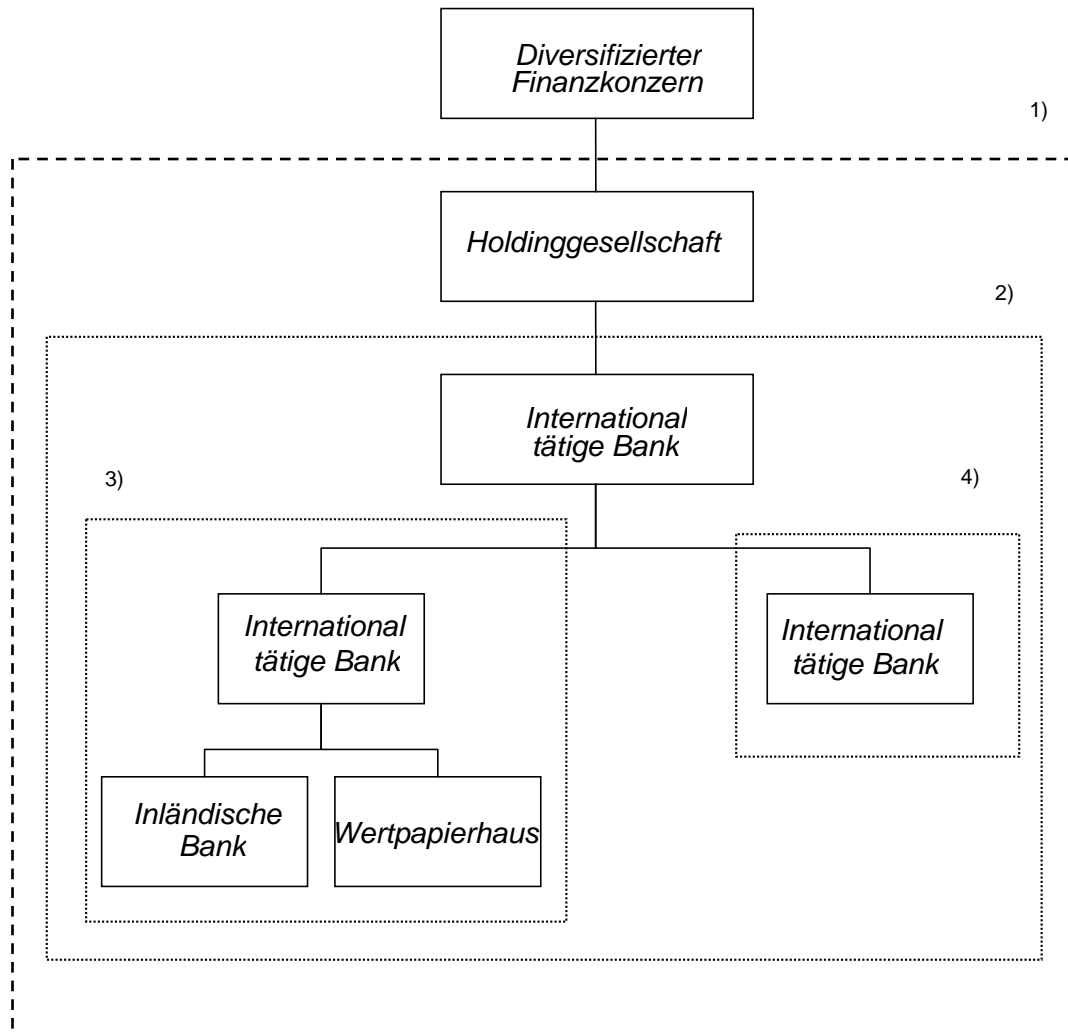 Diversifizierter
Finanzkonzern
1)
Holdinggesellschaft
2)
International
tätige Bank
3)
4)
International
tätige Bank
International
tätige Bank
Inländische
Bank
Wertpapierhaus